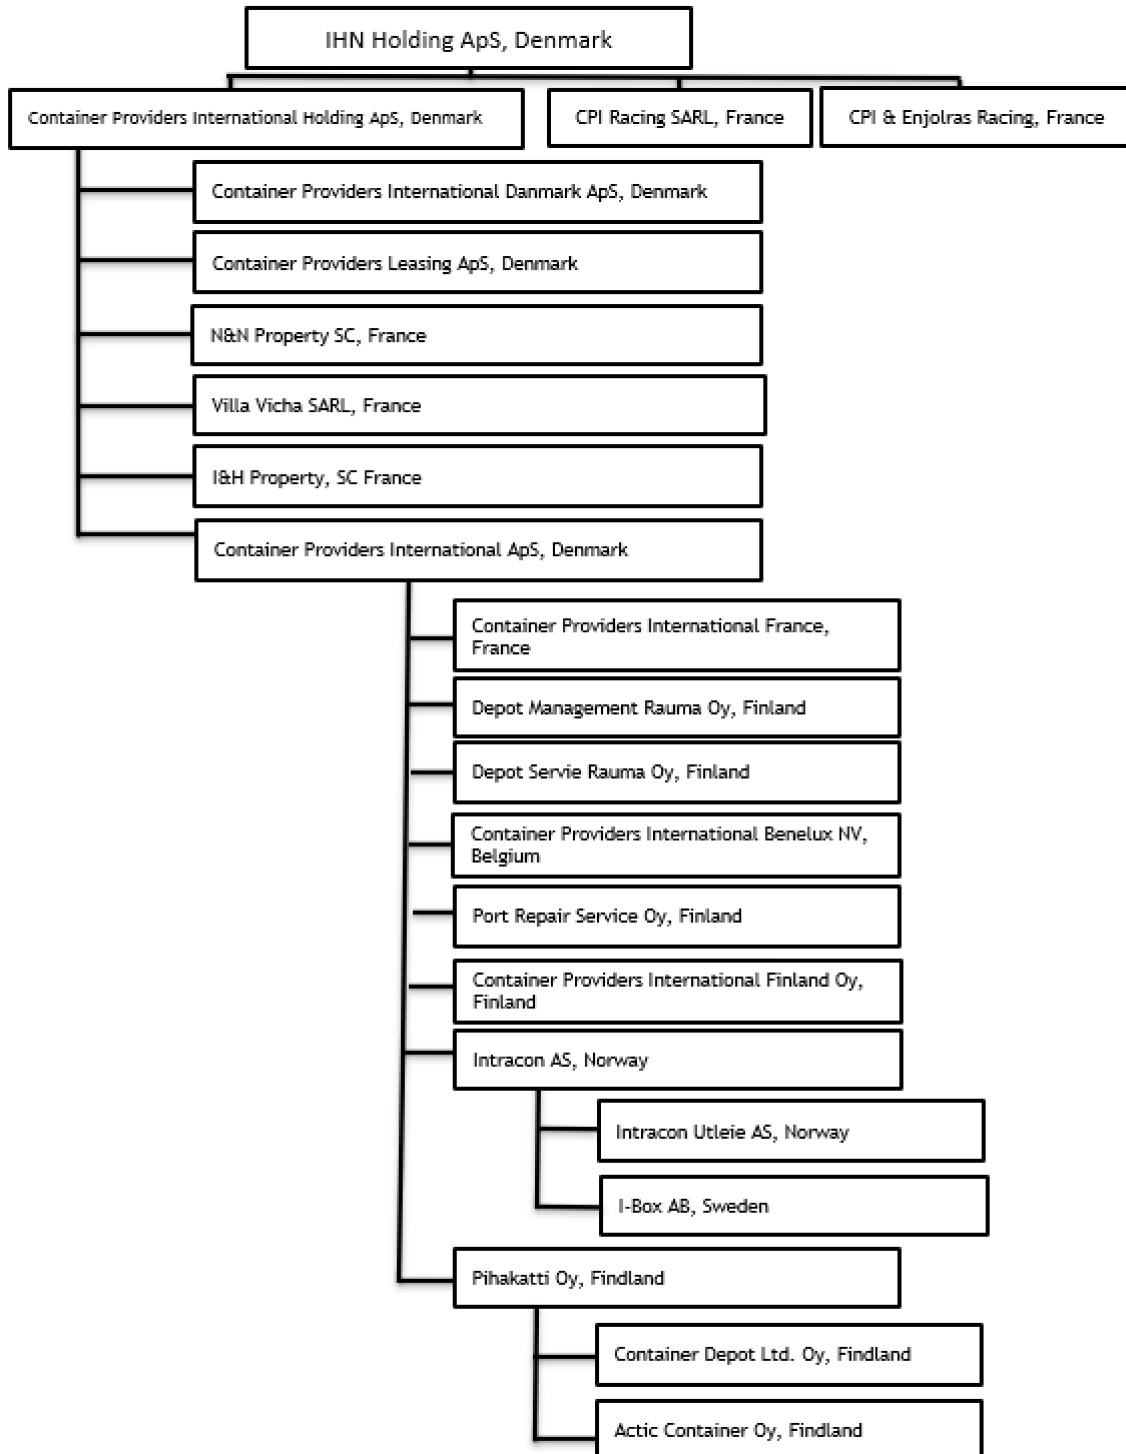 IHN Holding ApS, Denmark
Container Providers International Holding ApS, Denmark
CPI Racing SARL, France
CPI & Enjolras Racing, France
Container Providers International Danmark ApS, Denmark
Container Providers Leasing ApS, Denmark
N&N Property SC, France
Villa Vicha SARL, France
I&H Property, SC France
Container Providers International ApS, Denmark
Container Providers International France,
France
Depot Management Rauma Oy, Finland
Depot Servie Rauma Oy, Finland
Container Providers International Benelux NV,
Belgium
Port Repair Service Oy, Finland
Container Providers International Finland Oy,
Finland
Intracon AS, Norway
Intracon Utleie AS, Norway
I-Box AB, Sweden
Pihakatti Oy, Findland
Container Depot Ltd. Oy, Findland
Actic Container Oy, Findland